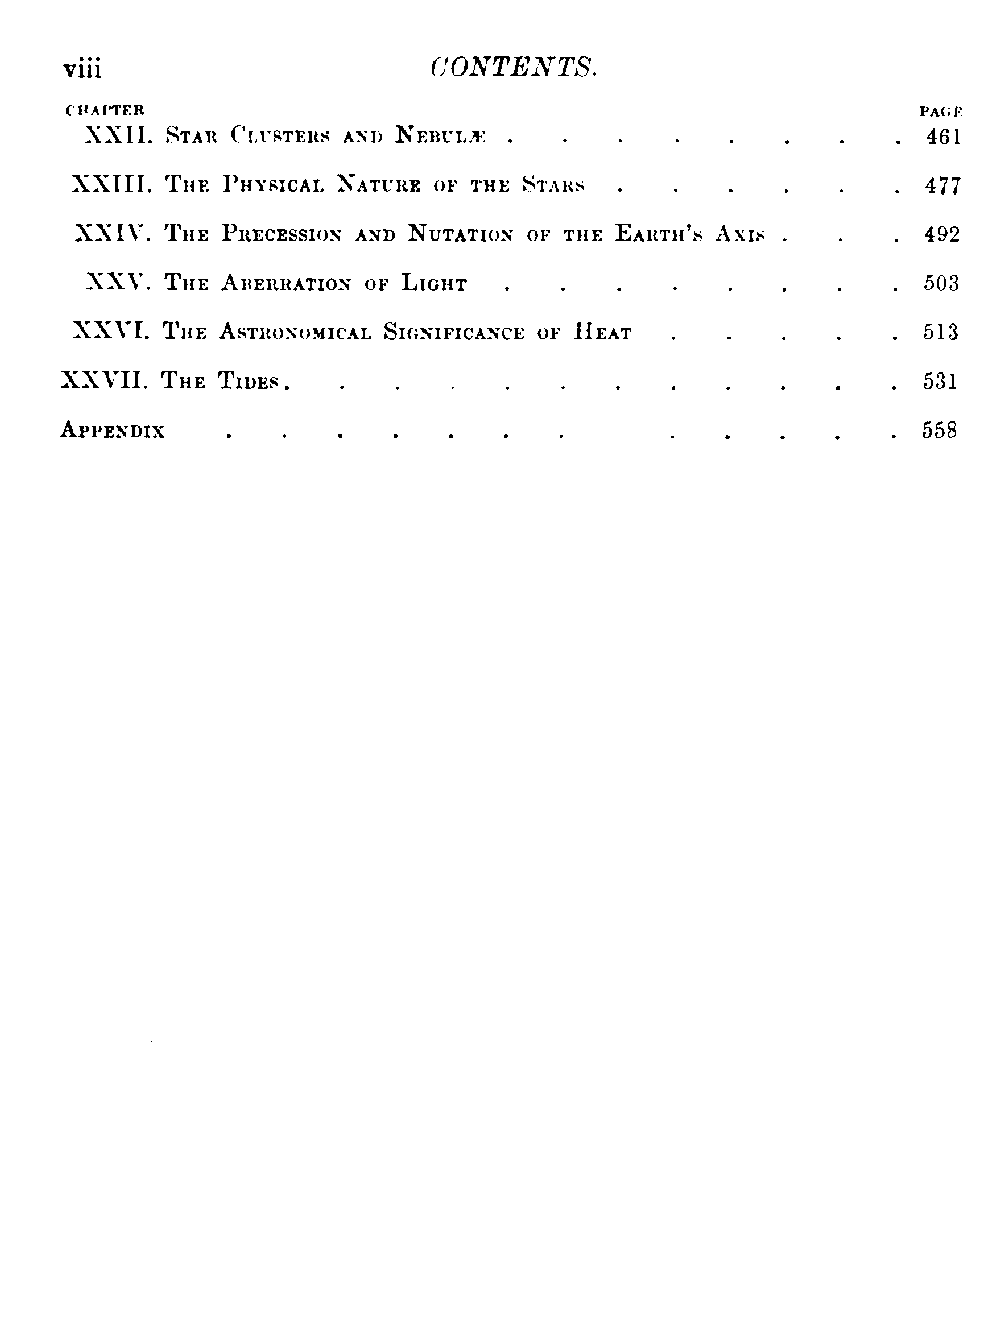 viii CONTENTS.
CHAPTER PAGE
XXII. STAR CLUSTERS AND NEBULÆ . . . . . . . . 461
XXIII. THE PHYSICAL NATURE OF THE STARS . . . . . . 477
XXIV. THE PRECESSION AND NUTATION OF THE EARTH'S AXIS . . . 492
XXV. THE ABERRATION OF LIGHT . . . . . . . . 503
XXVI. THE ASTRONOMICAL SIGNIFICANCE OF HEAT . . . . . 513
XXVII. THE TIDES . . . . . . . . . . . . 531
APPENDIX . . . . . . . . . . . . 558